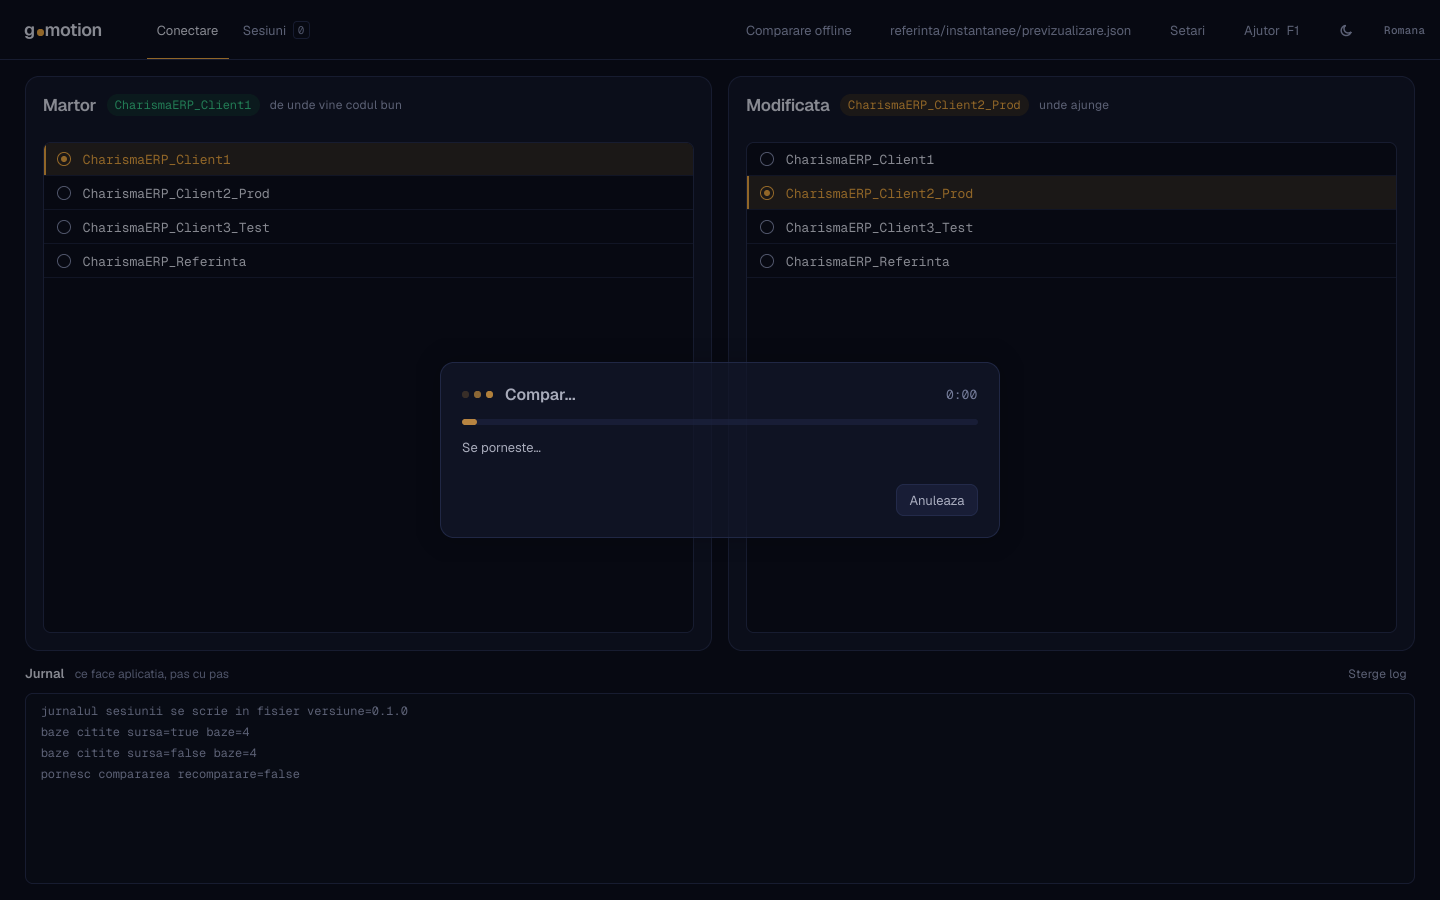 gomotion Conectare Sesiuni 0 Comparare offline referinta/instantanee/previzualizare.json Setari Ajutor F1 Romana
Martor CharismaERP_Client1 de unde vine codul bun
CharismaERP_Client1
CharismaERP_Client2_Prod
CharismaERP_Client3_Test
CharismaERP_Referinta
Modificata CharismaERP_Client2_Prod unde ajunge
CharismaERP_Client1
CharismaERP_Client2_Prod
CharismaERP_Client3_Test
CharismaERP_Referinta
Compar... 0:00
Se porneste...
Anuleaza
Jurnal ce face aplicatia, pas cu pas Sterge log
jurnalul sesiunii se scrie in fisier versiune=0.1.0
baze citite sursa=true baze=4
baze citite sursa=false baze=4
pornesc compararea recomparare=false